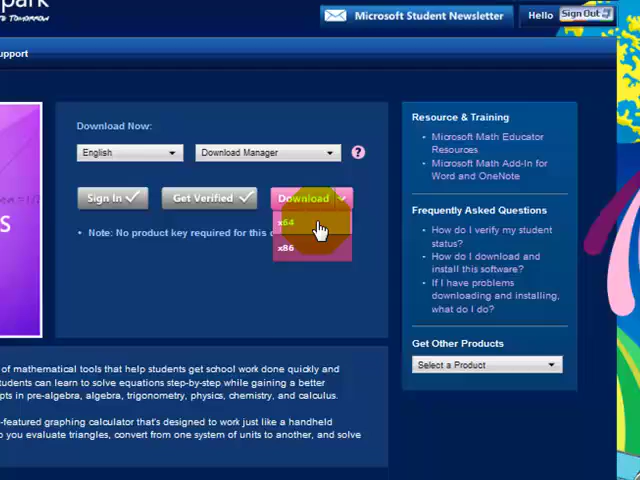 park
TE TOMORROW
Microsoft Student Newsletter
Hello
Sign Out
upport
Download Now:
English
Download Manager
?
Sign In
Get Verified
Download
x64
x86
• Note: No product key required for this
S
of mathematical tools that help students get school work done quickly and
tudents can learn to solve equations step-by-step while gaining a better
pts in pre-algebra, algebra, trigonometry, physics, chemistry, and calculus.
-featured graphing calculator that's designed to work just like a handheld
p you evaluate triangles, convert from one system of units to another, and solve
Resource & Training
• Microsoft Math Educator
Resources
• Microsoft Math Add-In for
Word and OneNote
Frequently Asked Questions
• How do I verify my student
status?
• How do I download and
install this software?
• If I have problems
downloading and installing,
what do I do?
Get Other Products
Select a Product